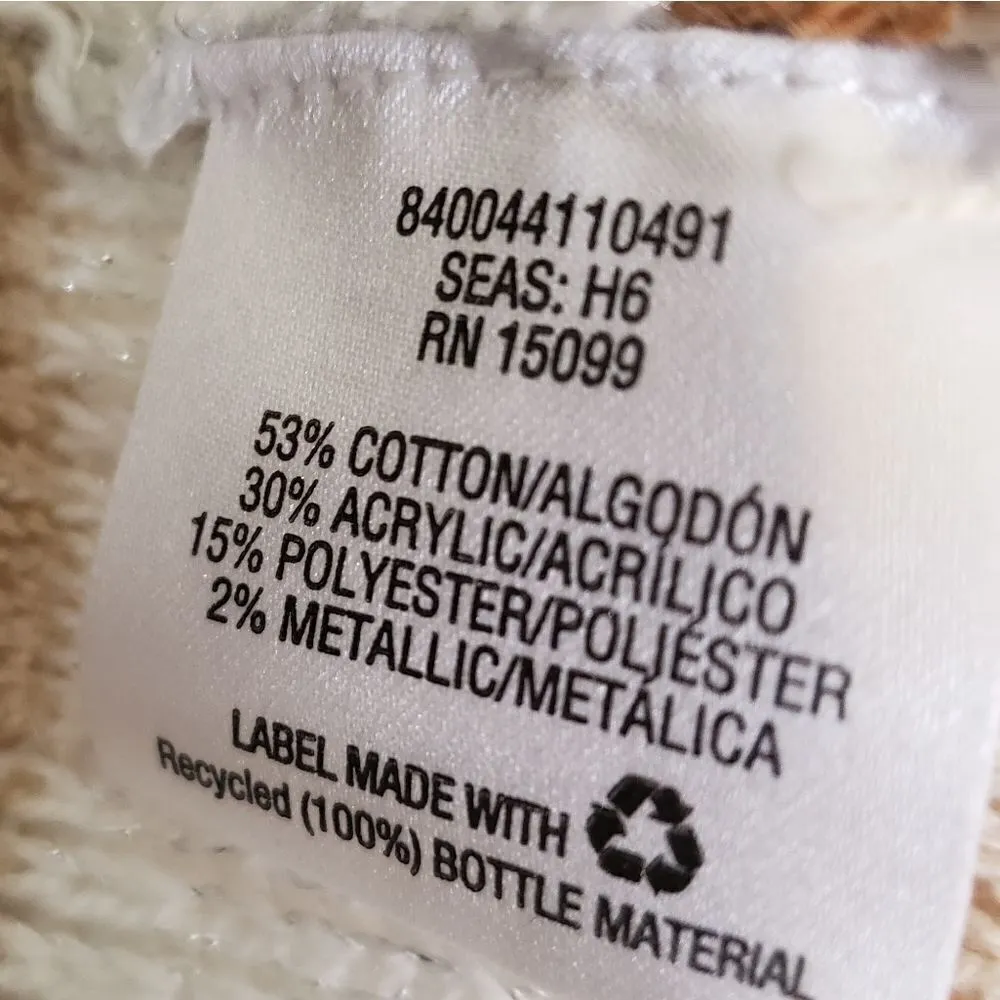 840044110491
SEAS: H6
RN 15099
53% COTTON/ALGODÓN
30% ACRYLIC/ACRÍLICO
15% POLYESTER/POLIÉSTER
2% METALLIC/METÁLICA
LABEL MADE WITH
Recycled (100%) BOTTLE MATERIAL